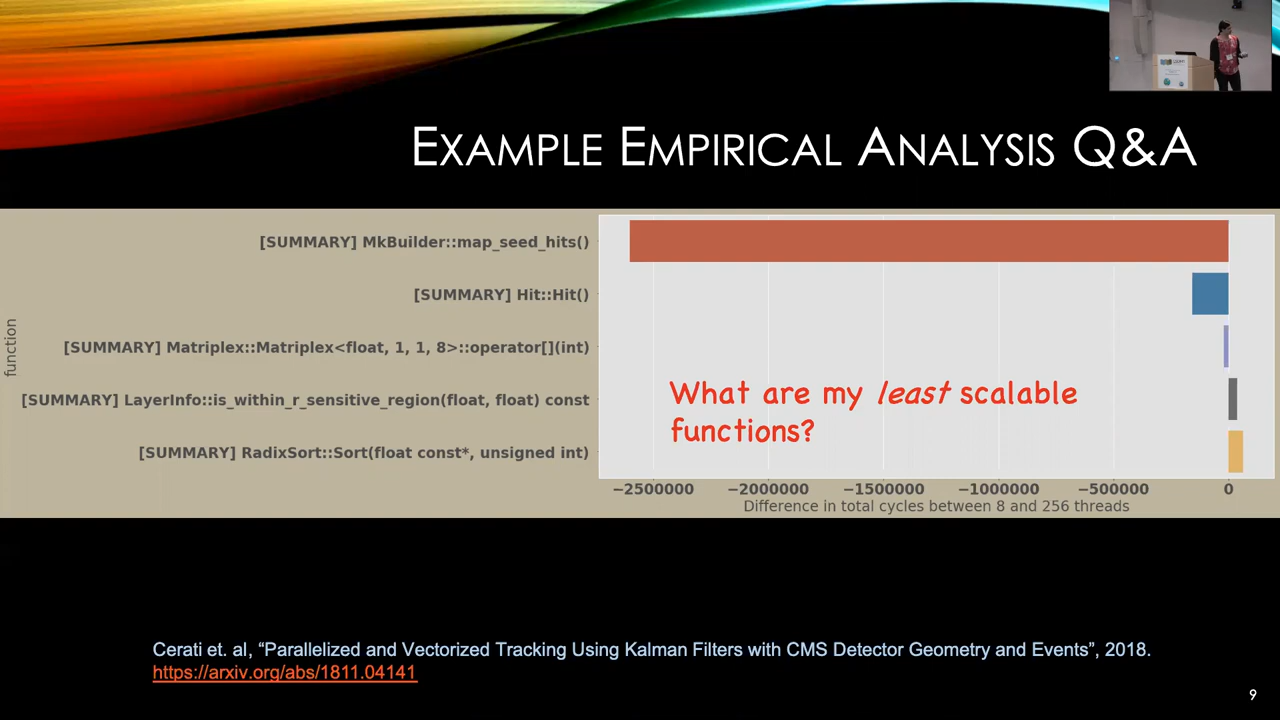 EXAMPLE EMPIRICAL ANALYSIS Q&A
function
[SUMMARY] MkBuilder::map_seed_hits()
[SUMMARY] Hit::Hit()
[SUMMARY] Matriplex::Matriplex<float, 1, 1, 8>::operator[](int)
[SUMMARY] LayerInfo::is_within_r_sensitive_region(float, float) const
[SUMMARY] RadixSort::Sort(float const*, unsigned int)
What are my least scalable
functions?
−2500000 −2000000 −1500000 −1000000 −500000 0
Difference in total cycles between 8 and 256 threads
Cerati et. al, “Parallelized and Vectorized Tracking Using Kalman Filters with CMS Detector Geometry and Events”, 2018.
https://arxiv.org/abs/1811.04141
9